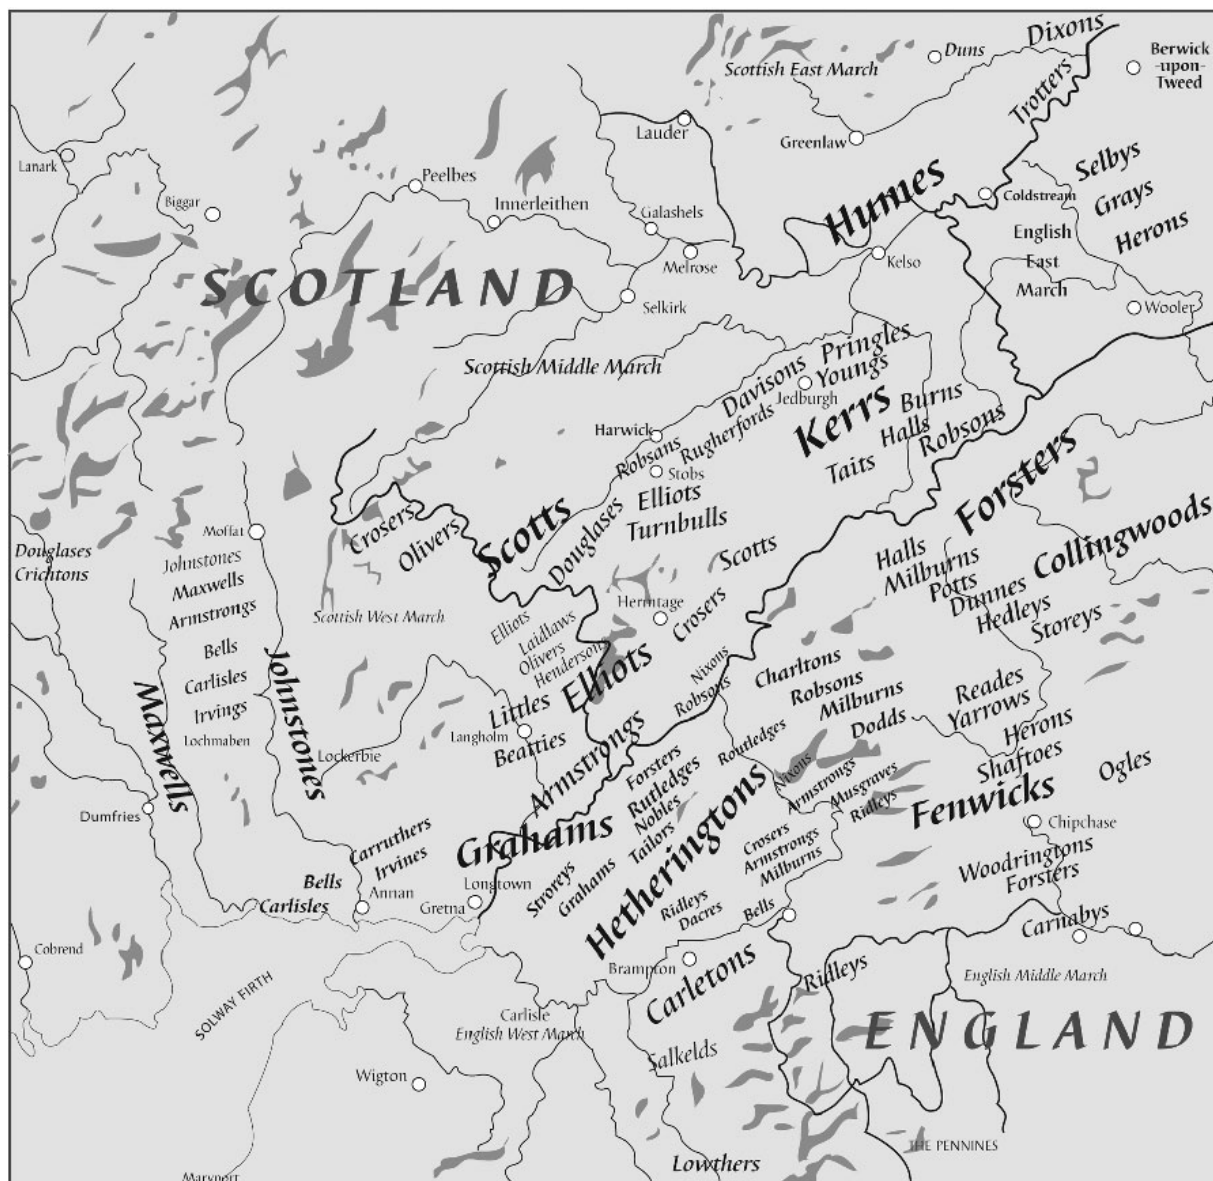 Dixons
Duns
Berwick
-upon-
Tweed
Scottish East March
Trotters
Lauder
Greenlaw
Lanark
Peelbes
Selbys
Biggar
Innerleithen
Galashels
Humes
Coldstream
Grays
English
East
March
Herons
Melrose
Kelso
SCOTLAND
Selkirk
Wooler
Scottish Middle March
Pringles
Davisons
Youngs
Jedburgh
Rugherfords
Kerrs
Burns
Halls
Robsons
Taits
Harwick
Robsans
Stobs
Elliots
Turnbulls
Forsters
Collingwoods
Scotts
Douglases
Crosers
Olivers
Moffat
Douglases
Crichtons
Johnstones
Maxwells
Armstrongs
Bells
Carlisles
Irvings
Lochmaben
Scottish West March
Scotts
Halls
Milburns
Potts
Dunnes
Hedleys
Storeys
Hermitage
Crosers
Elliots
Laidlaws
Olivers
Henderson
Elliots
Nixons
Robsons
Charltons
Robsons
Milburns
Dodds
Reades
Yarrows
Herons
Shaftoes
Ogles
Maxwells
Johnstones
Littles
Langholm
Beatties
Lockerbie
Armstrongs
Forsters
Rutledges
Nobles
Tailors
Routledges
Nixons
Armstrongs
Musgraves
Ridleys
Fenwicks
Chipchase
Dumfries
Carruthers
Irvines
Grahams
Hetheringtons
Crosers
Armstrongs
Milburns
Woodringtons
Forsters
Bells
Carlisles
Annan
Gretna
Longtown
Stroreys
Grahams
Ridleys
Dacres
Bells
Carnabys
Cobrend
Brampton
Carletons
Ridleys
English Middle March
SOLWAY FIRTH
Carlisle
English West March
ENGLAND
Salkelds
Wigton
THE PENNINES
Lowthers
Maryport